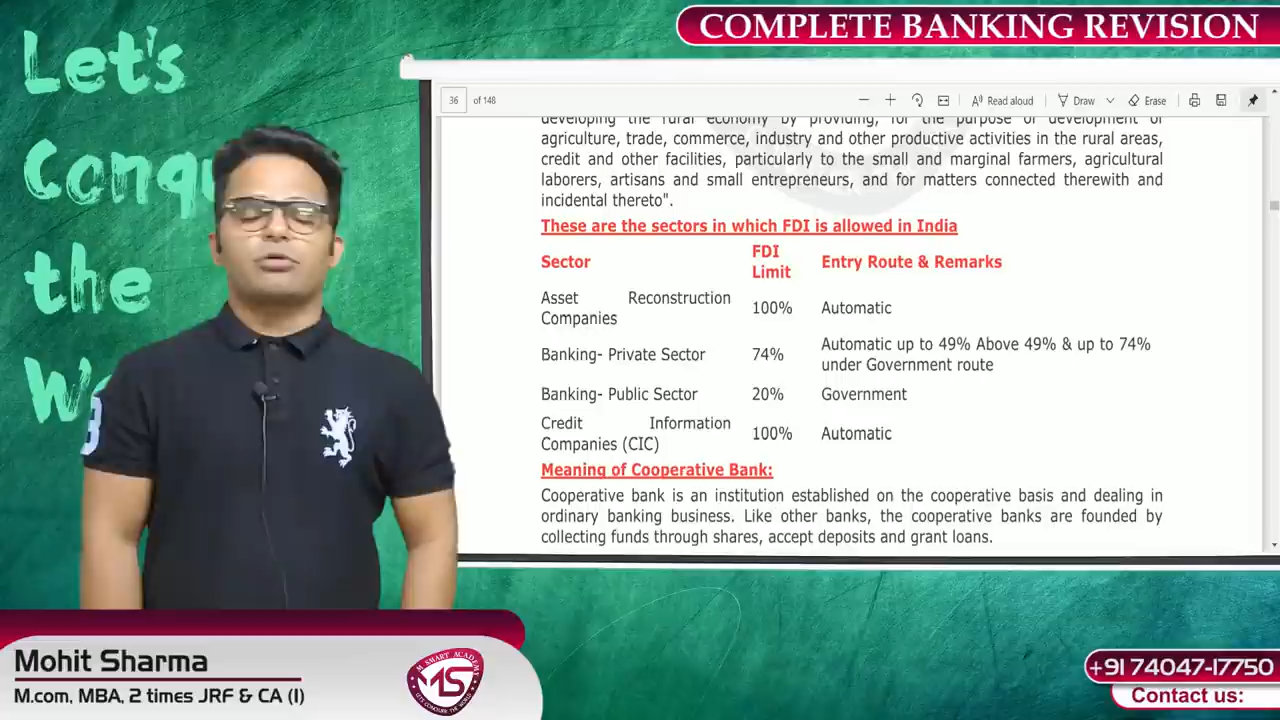 COMPLETE BANKING REVISION
Let's
Conqu
the
W
36 of 148
Read aloud
Draw
Erase
developing the rural economy by providing, for the purpose of development of
agriculture, trade, commerce, industry and other productive activities in the rural areas,
credit and other facilities, particularly to the small and marginal farmers, agricultural
laborers, artisans and small entrepreneurs, and for matters connected therewith and
incidental thereto".
These are the sectors in which FDI is allowed in India
Sector FDI Limit Entry Route & Remarks
Asset Reconstruction Companies 100% Automatic
Banking- Private Sector 74% Automatic up to 49% Above 49% & up to 74%
under Government route
Banking- Public Sector 20% Government
Credit Information Companies (CIC) 100% Automatic
Meaning of Cooperative Bank:
Cooperative bank is an institution established on the cooperative basis and dealing in
ordinary banking business. Like other banks, the cooperative banks are founded by
collecting funds through shares, accept deposits and grant loans.
3
Mohit Sharma
M.com, MBA, 2 times JRF & CA (I)
M SMART ACADEMY
MS
LET'S CONQUER THE WORLD
+91 74047-17750
Contact us: